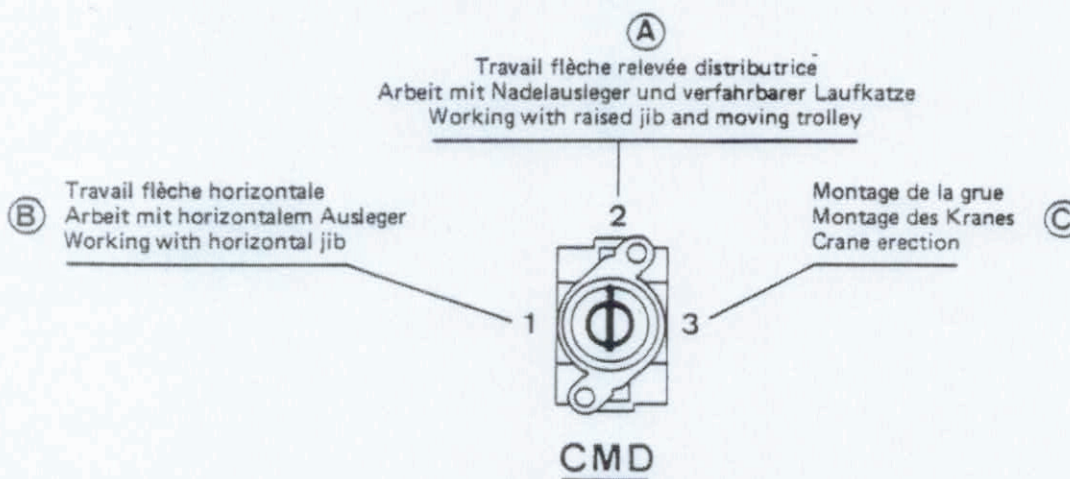 A
Travail flèche relevée distributrice
Arbeit mit Nadelausleger und verfahrbarer Laufkatze
Working with raised jib and moving trolley
B
Travail flèche horizontale
Arbeit mit horizontalem Ausleger
Working with horizontal jib
C
Montage de la grue
Montage des Kranes
Crane erection
2
1
3
CMD